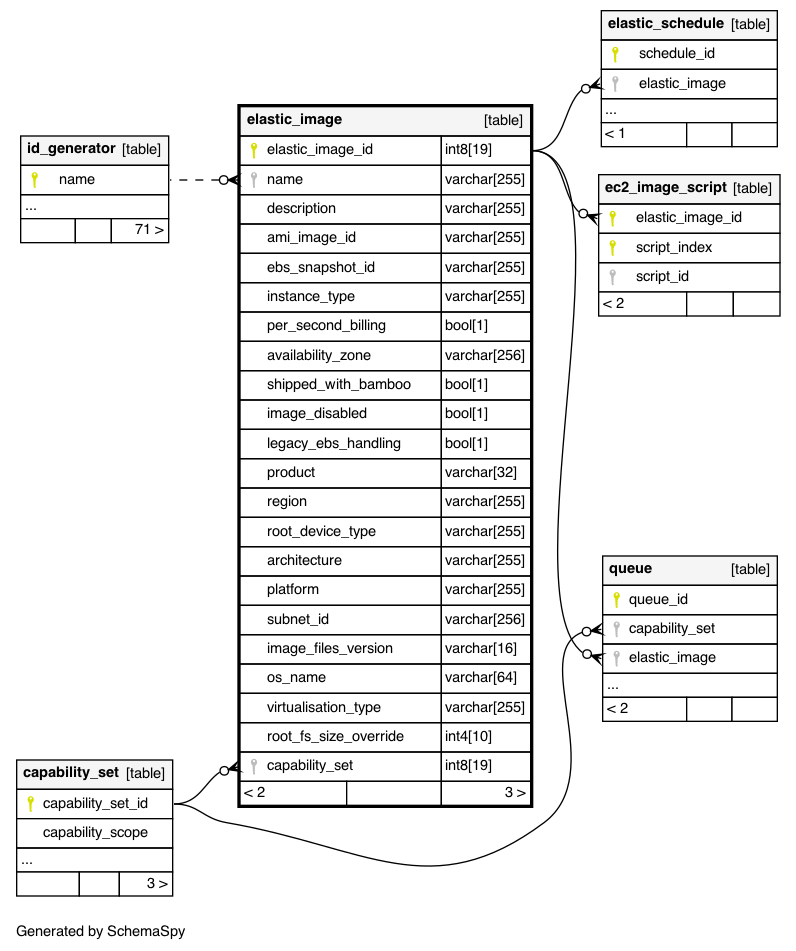 elastic_schedule [table]
schedule_id
elastic_image
...
< 1
id_generator [table]
name
...
71 >
elastic_image [table]
elastic_image_id int8[19]
name varchar[255]
description varchar[255]
ami_image_id varchar[255]
ebs_snapshot_id varchar[255]
instance_type varchar[255]
per_second_billing bool[1]
availability_zone varchar[256]
shipped_with_bamboo bool[1]
image_disabled bool[1]
legacy_ebs_handling bool[1]
product varchar[32]
region varchar[255]
root_device_type varchar[255]
architecture varchar[255]
platform varchar[255]
subnet_id varchar[256]
image_files_version varchar[16]
os_name varchar[64]
virtualisation_type varchar[255]
root_fs_size_override int4[10]
capability_set int8[19]
< 2 3 >
ec2_image_script [table]
elastic_image_id
script_index
script_id
< 2
queue [table]
queue_id
capability_set
elastic_image
...
< 2
capability_set [table]
capability_set_id
capability_scope
...
3 >
Generated by SchemaSpy